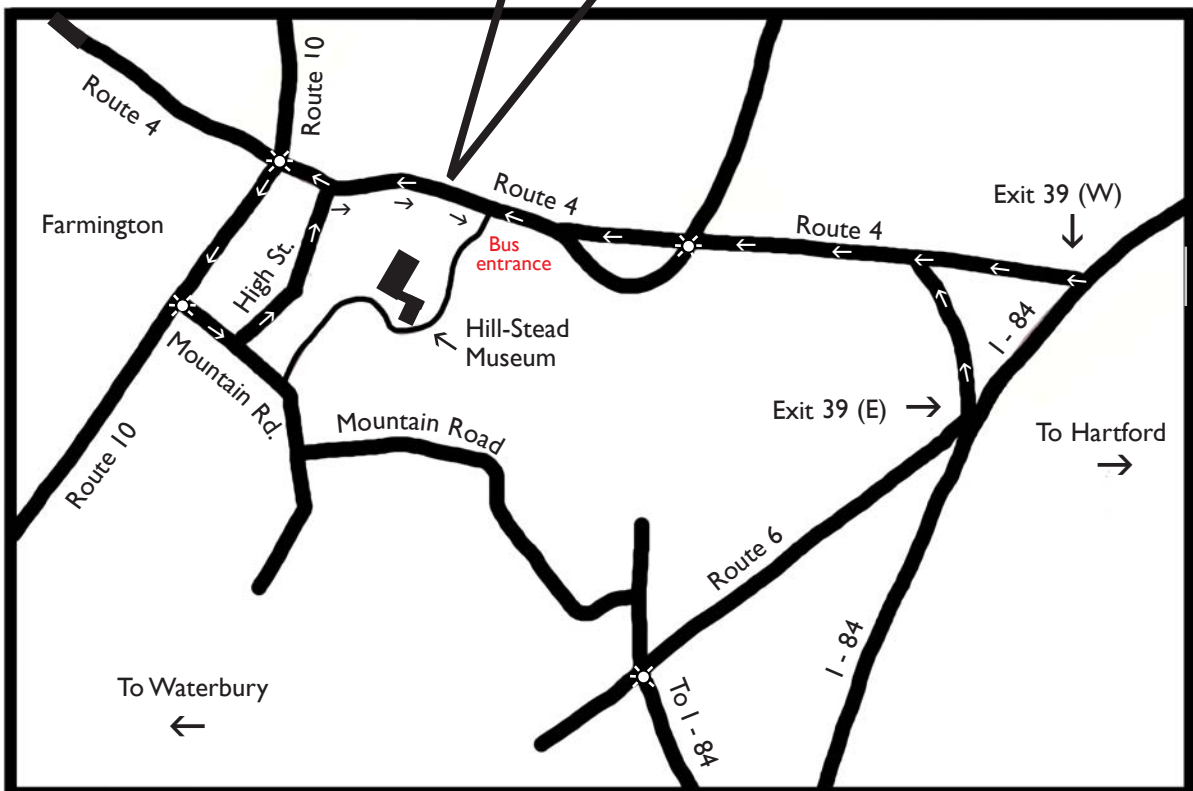 Route 10
Route 4
Route 4
Exit 39 (W)
Farmington
Route 4
Bus
entrance
High St.
I - 84
Hill-Stead
Museum
Mountain Rd.
Exit 39 (E)
Mountain Road
To Hartford
Route 10
Route 6
I - 84
To Waterbury
To I - 84